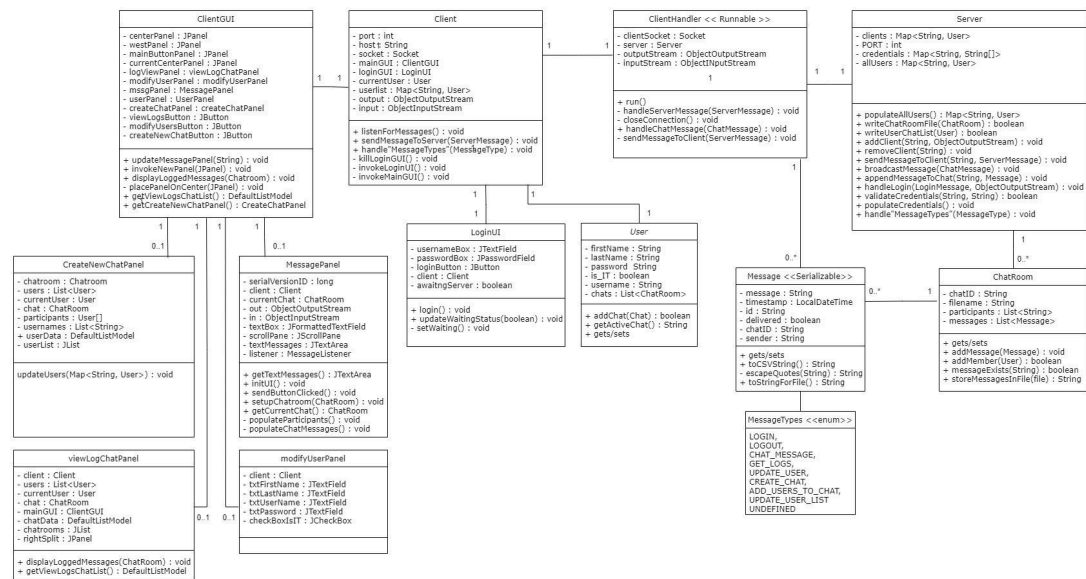 ClientGUI
- centerPanel : JPanel
- westPanel : JPanel
- mainButtonPanel : JPanel
- currentCenterPanel : JPanel
- logViewPanel : viewLogChatPanel
- modifyUserPanel : modifyUserPanel
- mssgPanel : MessagePanel
- userPanel : UserPanel
- createChatPanel : createChatPanel
- viewLogsButton : JButton
- modifyUsersButton : JButton
- createNewChatButton : JButton
+ updateMessagePanel(String) : void
+ invokeNewPanel(JPanel) : void
+ displayLoggedMessages(Chatroom) : void
- placePanelOnCenter(JPanel) : void
+ getViewLogsChatList() : DefaultListModel
+ getCreateNewChatPanel() : CreateChatPanel
1
1
Client
- port : int
- host : String
- socket : Socket
- mainGUI : ClientGUI
- loginGUI : LoginUI
- currentUser : User
- userlist : Map<String, User>
- output : ObjectOutputStream
- input : ObjectInputStream
+ listenForMessages() : void
+ sendMessageToServer(ServerMessage) : void
+ handle"MessageTypes"(MessageType) : void
- killLoginGUI() : void
- invokeLoginUI() : void
- invokeMainGUI() : void
1
1
ClientHandler << Runnable >>
- clientSocket : Socket
- server : Server
- outputStream : ObjectOutputStream
- inputStream : ObjectINputStream
+ run()
- handleServerMessage(ServerMessage) : void
- closeConnection() : void
+ handleChatMessage(ChatMessage) : void
- sendMessageToClient(ServerMessage) : void
1
1
1
Server
- clients : Map<String, User>
- PORT : int
- credentials : Map<String, String[]>
- allUsers : Map<String, User>
+ populateAllUsers() : Map<String, User>
+ writeChatRoomFile(ChatRoom) : boolean
+ writeUserChatList(User) : boolean
+ addClient(String, ObjectOutputStream) : void
+ removeClient(String) : void
+ sendMessageToClient(String, ServerMessage) : void
+ broadcastMessage(ChatMessage) : void
+ appendMessageToChat(String, Message) : void
+ handleLogin(LoginMessage, ObjectOutputStream) : void
+ validateCredentials(String, String) : boolean
+ populateCredentials() : void
+ handle"MessageTypes"(MessageType) : void
1
1
1
1
0..1
0..1
1
1
1
1
1
0..*
1
0..*
CreateNewChatPanel
- chatroom : Chatroom
- users : List<User>
- currentUser : User
- chat : ChatRoom
- participants : User[]
- usernames : List<String>
+ userData : DefaultListModel
- userList : JList
updateUsers(Map<String, User>) : void
MessagePanel
- serialVersionID : long
- client : Client
- currentChat : ChatRoom
- out : ObjectOutputStream
- in : ObjectInputStream
- textBox : JFormattedTextField
- scrollPane : JScrollPane
- textMessages : JTextArea
- listener : MessageListener
+ getTextMessages() : JTextArea
+ initUI() : void
+ sendButtonClicked() : void
+ setupChatroom(ChatRoom) : void
+ getCurrentChat() : ChatRoom
- populateParticipants() : void
- populateChatMessages() : void
LoginUI
- usernameBox : JTextField
- passwordBox : JPasswordField
- loginButton : JButton
- client : Client
- awaitngServer : boolean
+ login() : void
+ updateWaitingStatus(boolean) : void
- setWaiting() : void
User
- firstName : String
- lastName : String
- password String
- is_IT : boolean
- username : String
- chats : List<ChatRoom>
+ addChat(Chat) : boolean
+ getActiveChat() : String
+ gets/sets
Message <<Serializable>>
- message : String
- timestamp : LocalDateTime
- id : String
- delivered : boolean
- chatID : String
- sender : String
+ gets/sets
+ toCSVString() : String
- escapeQuotes(String) : String
+ toStringForFile() : String
0..*
1
ChatRoom
- chatID : String
- filename : String
- participants : List<String>
- messages : List<Message>
+ gets/sets
+ addMessage(Message) : void
+ addMember(User) : boolean
+ messageExists(String) : boolean
+ storeMessagesInFile(file) : String
MessageTypes <<enum>>
LOGIN,
LOGOUT,
CHAT_MESSAGE,
GET_LOGS,
UPDATE_USER,
CREATE_CHAT,
ADD_USERS_TO_CHAT,
UPDATE_USER_LIST
UNDEFINED
viewLogChatPanel
- client : Client
- users : List<User>
- currentUser : User
- chat : ChatRoom
- mainGUI : ClientGUI
- chatData : DefaultListModel
- chatrooms : JList
- rightSplit : JPanel
+ displayLoggedMessages(ChatRoom) : void
+ getViewLogsChatList() : DefaultListModel
0..1
0..1
modifyUserPanel
- client : Client
- txtFirstName : JTextField
- txtLastName : JTextField
- txtUserName : JTextField
- txtPassword : JTextField
- checkBoxIsIT : JCheckBox